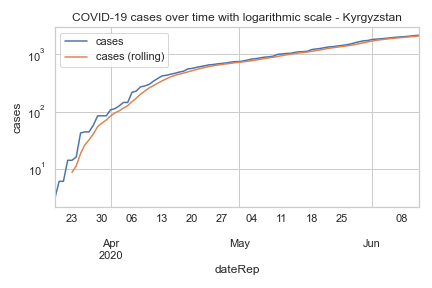 COVID-19 cases over time with logarithmic scale - Kyrgyzstan
cases
cases (rolling)
10³
10²
10¹
cases
23 30 06 13 20 27 04 11 18 25 08
Apr May Jun
2020
dateRep